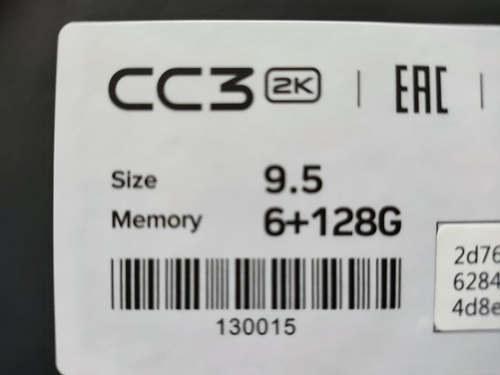 CC3 2K | EAC |
Size 9.5
Memory 6+128G
130015
2d76
6284
4d8e